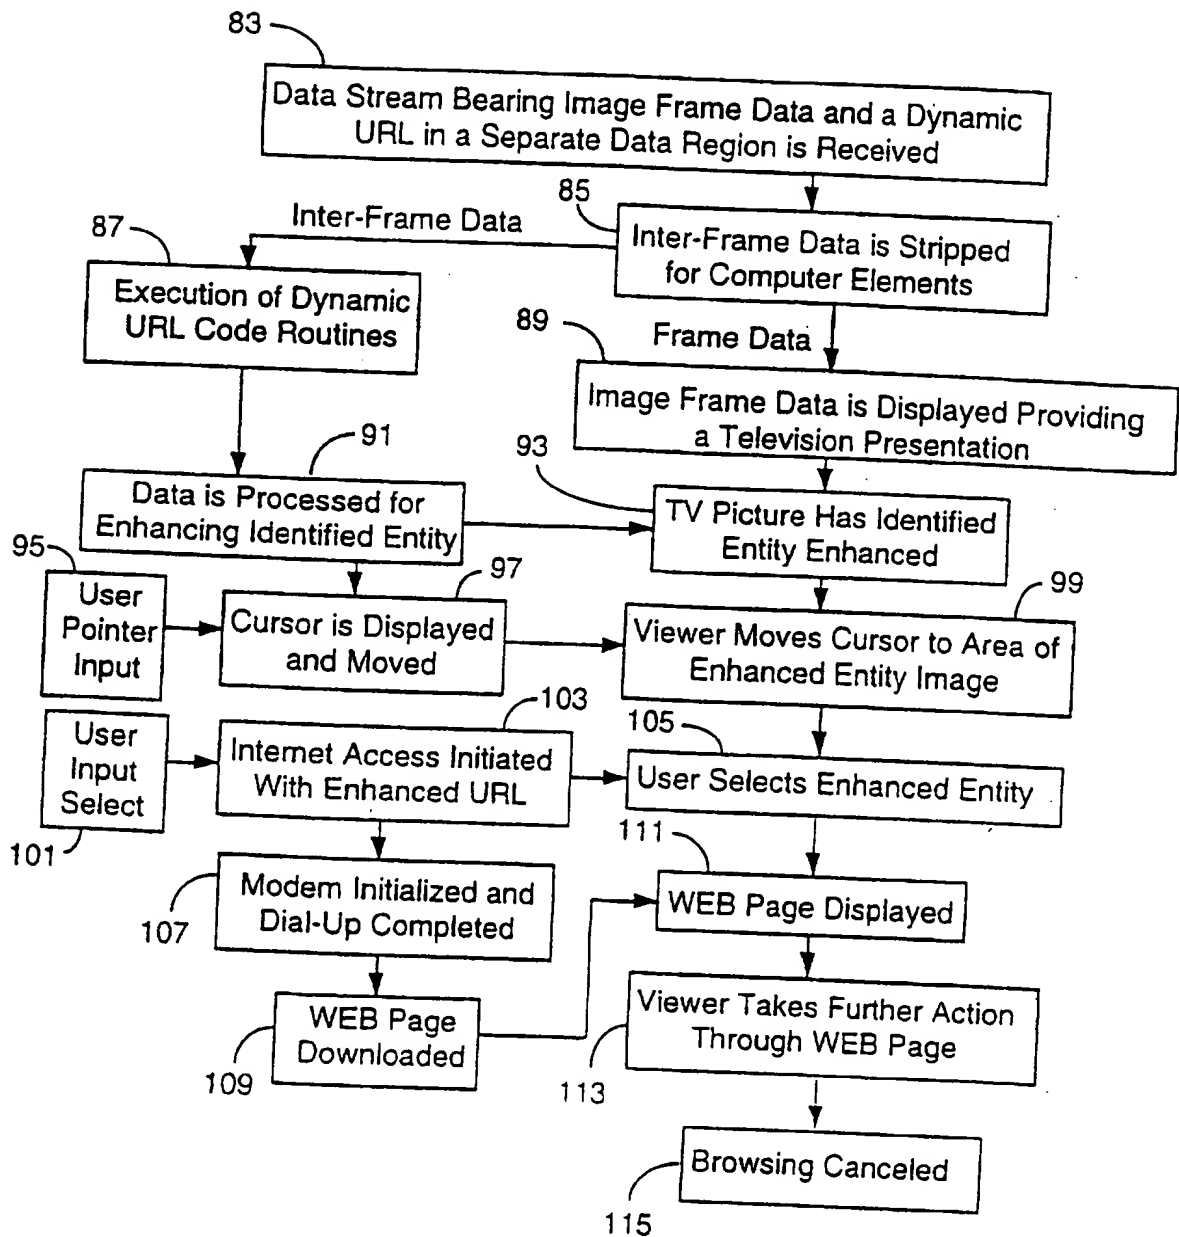 83
Data Stream Bearing Image Frame Data and a Dynamic
URL in a Separate Data Region is Received
85
Inter-Frame Data
87
Inter-Frame Data is Stripped
for Computer Elements
Execution of Dynamic
URL Code Routines
89
Frame Data
Image Frame Data is Displayed Providing
a Television Presentation
91
93
Data is Processed for
Enhancing Identified Entity
TV Picture Has Identified
Entity Enhanced
95
97
99
User
Pointer
Input
Cursor is Displayed
and Moved
Viewer Moves Cursor to Area of
Enhanced Entity Image
103
105
User
Input
Select
101
Internet Access Initiated
With Enhanced URL
User Selects Enhanced Entity
111
Modem Initialized and
Dial-Up Completed
107
WEB Page Displayed
WEB Page
Downloaded
109
Viewer Takes Further Action
Through WEB Page
113
Browsing Canceled
115